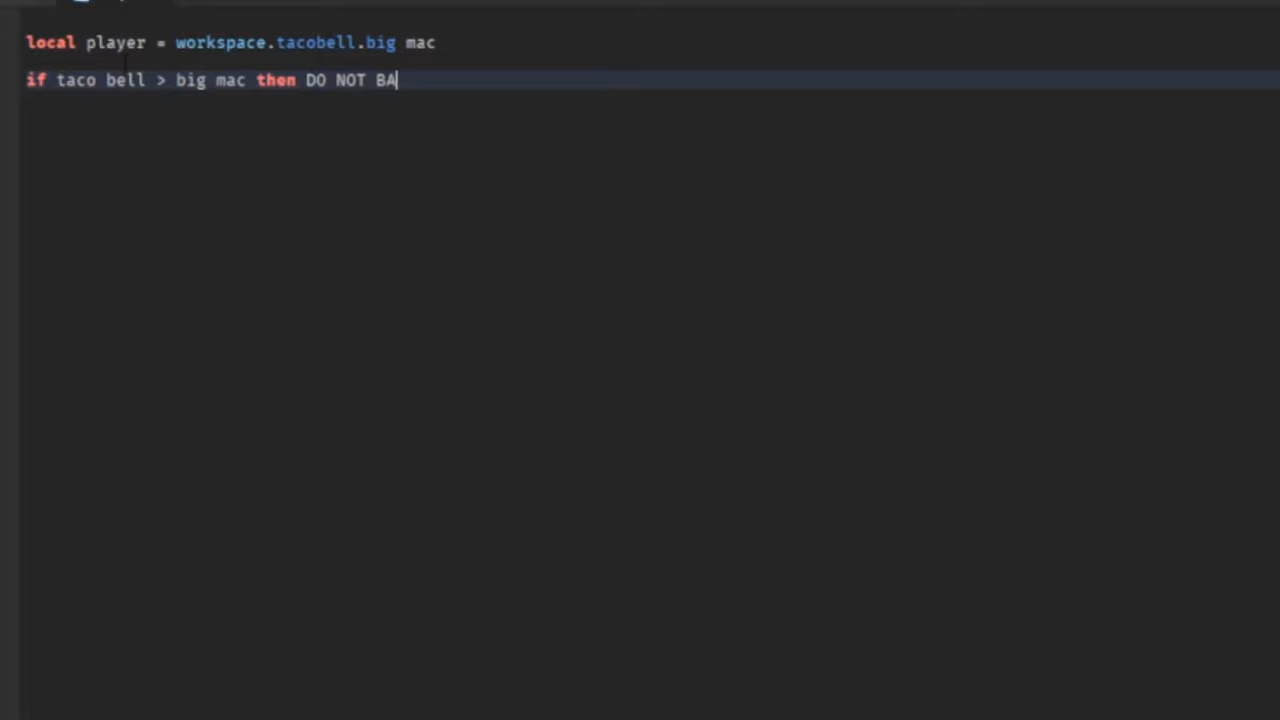 local player = workspace.tacobell.big mac
if taco bell > big mac then DO NOT BA